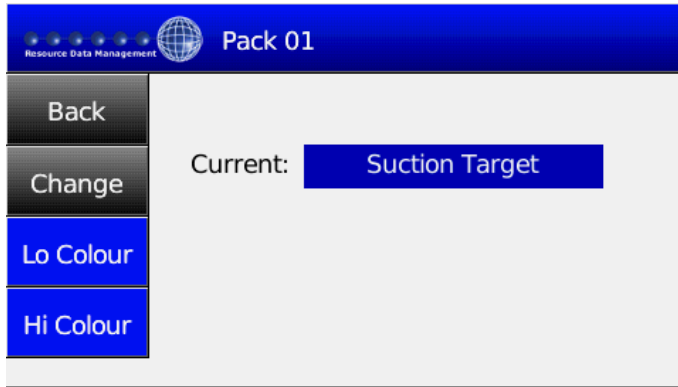 Resource Data Management
Pack 01
Back
Current: Suction Target
Change
Lo Colour
Hi Colour